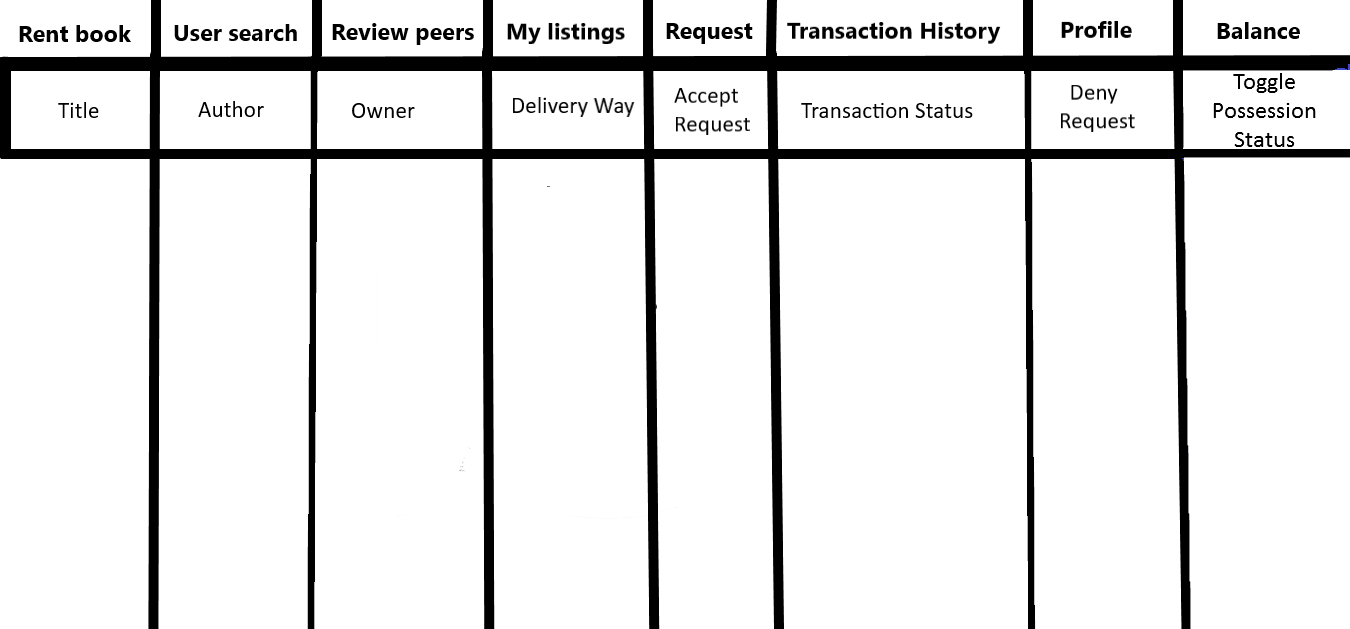 Rent book User search Review peers My listings Request Transaction History Profile Balance
Title Author Owner Delivery Way Accept Request Transaction Status Deny Request Toggle Possession Status